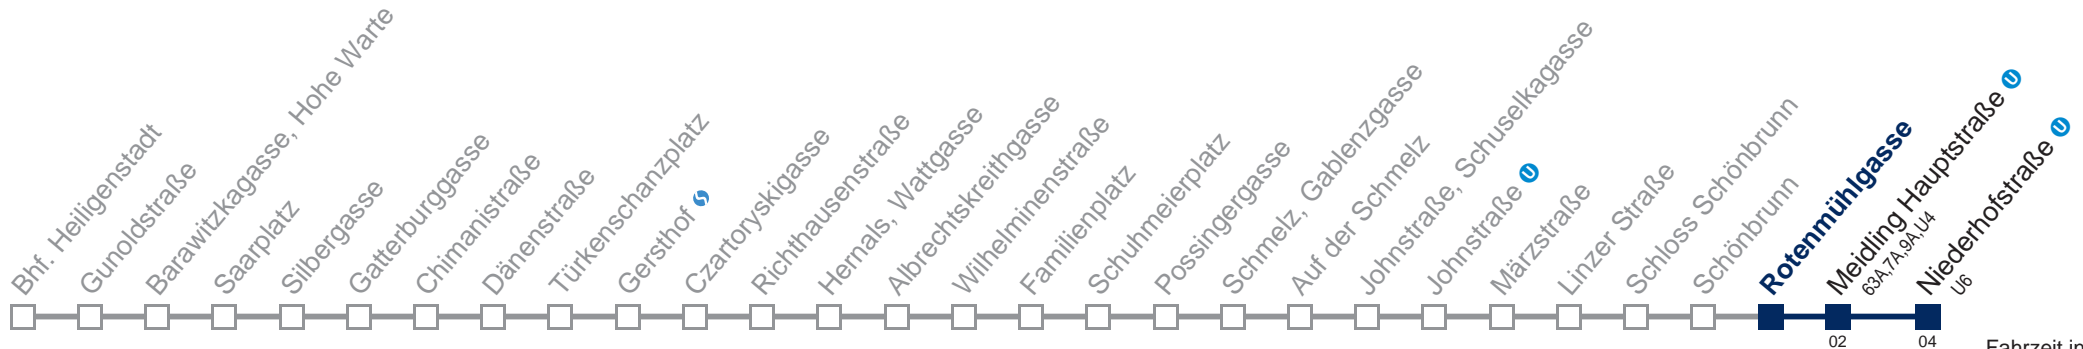 Bhf. Heiligenstadt
Gunoldstraße
Barawitzkagasse, Hohe Warte
Saarplatz
Silbergasse
Gatterburggasse
Chimanistraße
Dänenstraße
Türkenschanzplatz
Gersthof S
Czartoryskigasse
Richthausenstraße
Hernals, Wattgasse
Albrechtskreithgasse
Wilhelminenstraße
Familienplatz
Schuhmeierplatz
Possingergasse
Schmelz, Gablenzgasse
Auf der Schmelz
Johnstraße, Schuselkagasse
Johnstraße U
Märzstraße
Linzer Straße
Schloss Schönbrunn
Schönbrunn
Rotenmühlgasse
Meidling Hauptstraße U
63A,7A,9A,U4
Niederhofstraße U
U6
02
04
Fahrzeit in